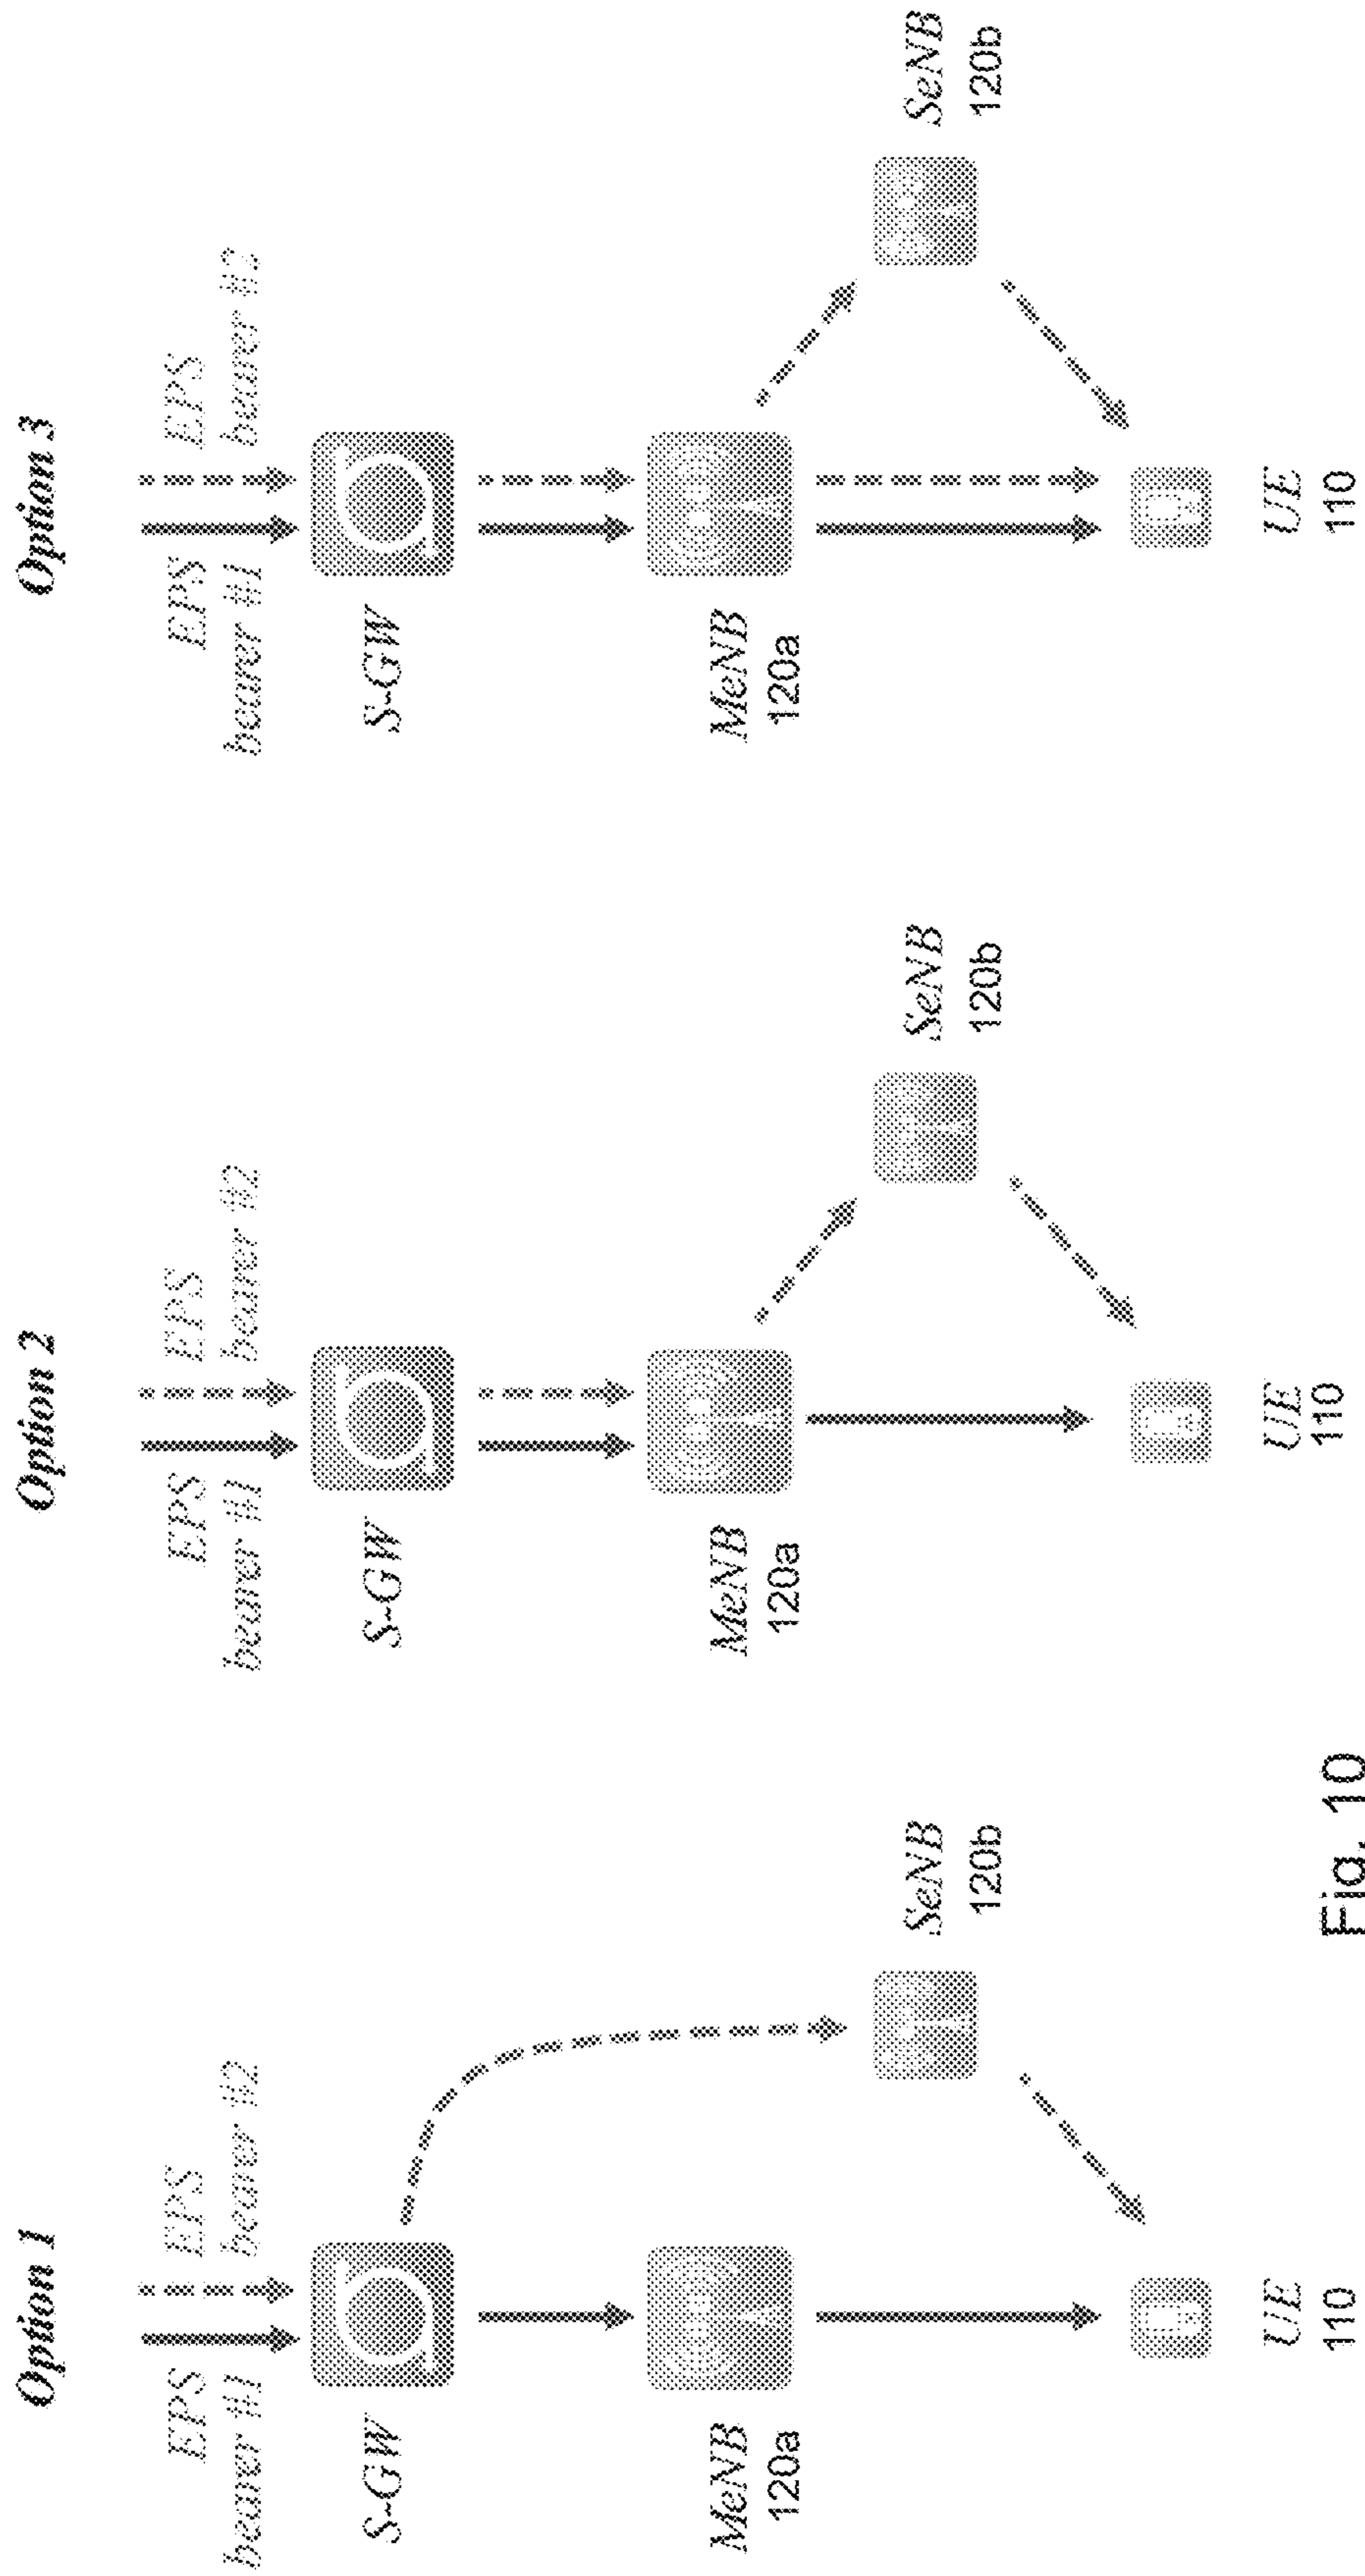 Option 1
EPS
bearer #1
EPS
bearer #2
S-GW
MeNB
120a
SeNB
120b
UE
110
Option 2
EPS
bearer #1
EPS
bearer #2
S-GW
MeNB
120a
SeNB
120b
UE
110
Option 3
EPS
bearer #1
EPS
bearer #2
S-GW
MeNB
120a
SeNB
120b
UE
110
Fig. 10